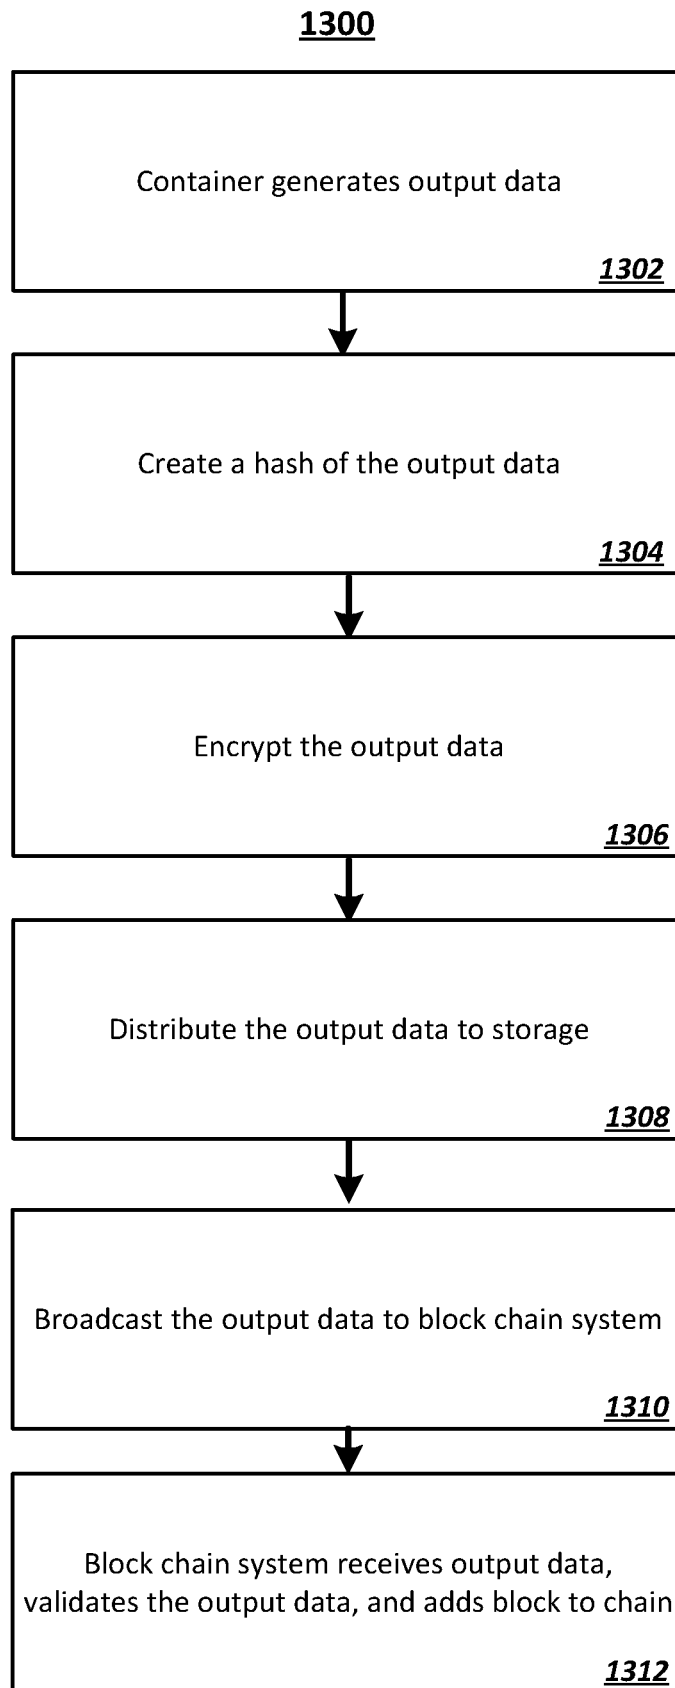 1300
Container generates output data
1302
Create a hash of the output data
1304
Encrypt the output data
1306
Distribute the output data to storage
1308
Broadcast the output data to block chain system
1310
Block chain system receives output data,
validates the output data, and adds block to chain
1312